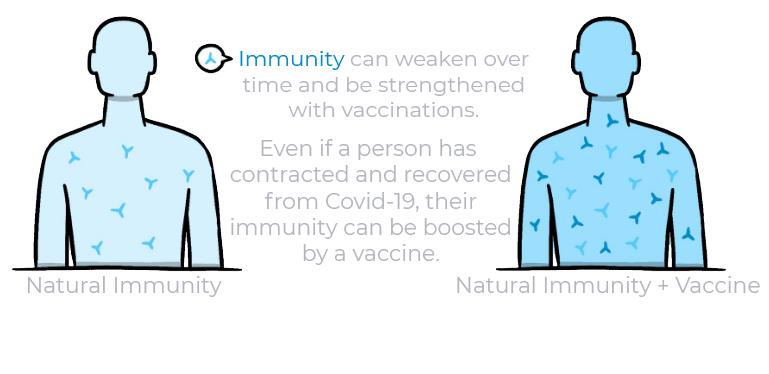 Immunity can weaken over
time and be strengthened
with vaccinations.
Even if a person has
contracted and recovered
from Covid-19, their
immunity can be boosted
by a vaccine.
Natural Immunity
Natural Immunity + Vaccine